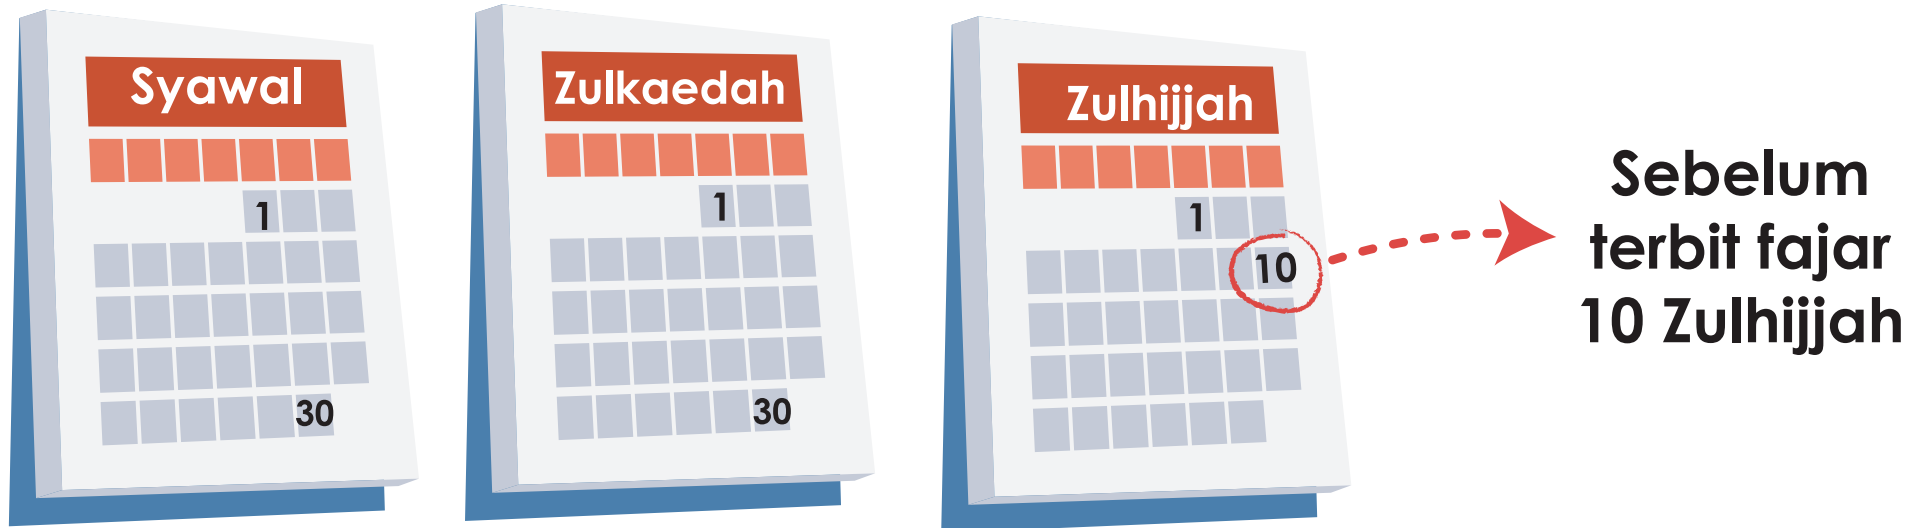 Syawal
1
30
Zulkaedah
1
30
Zulhijjah
1
10
Sebelum
terbit fajar
10 Zulhijjah